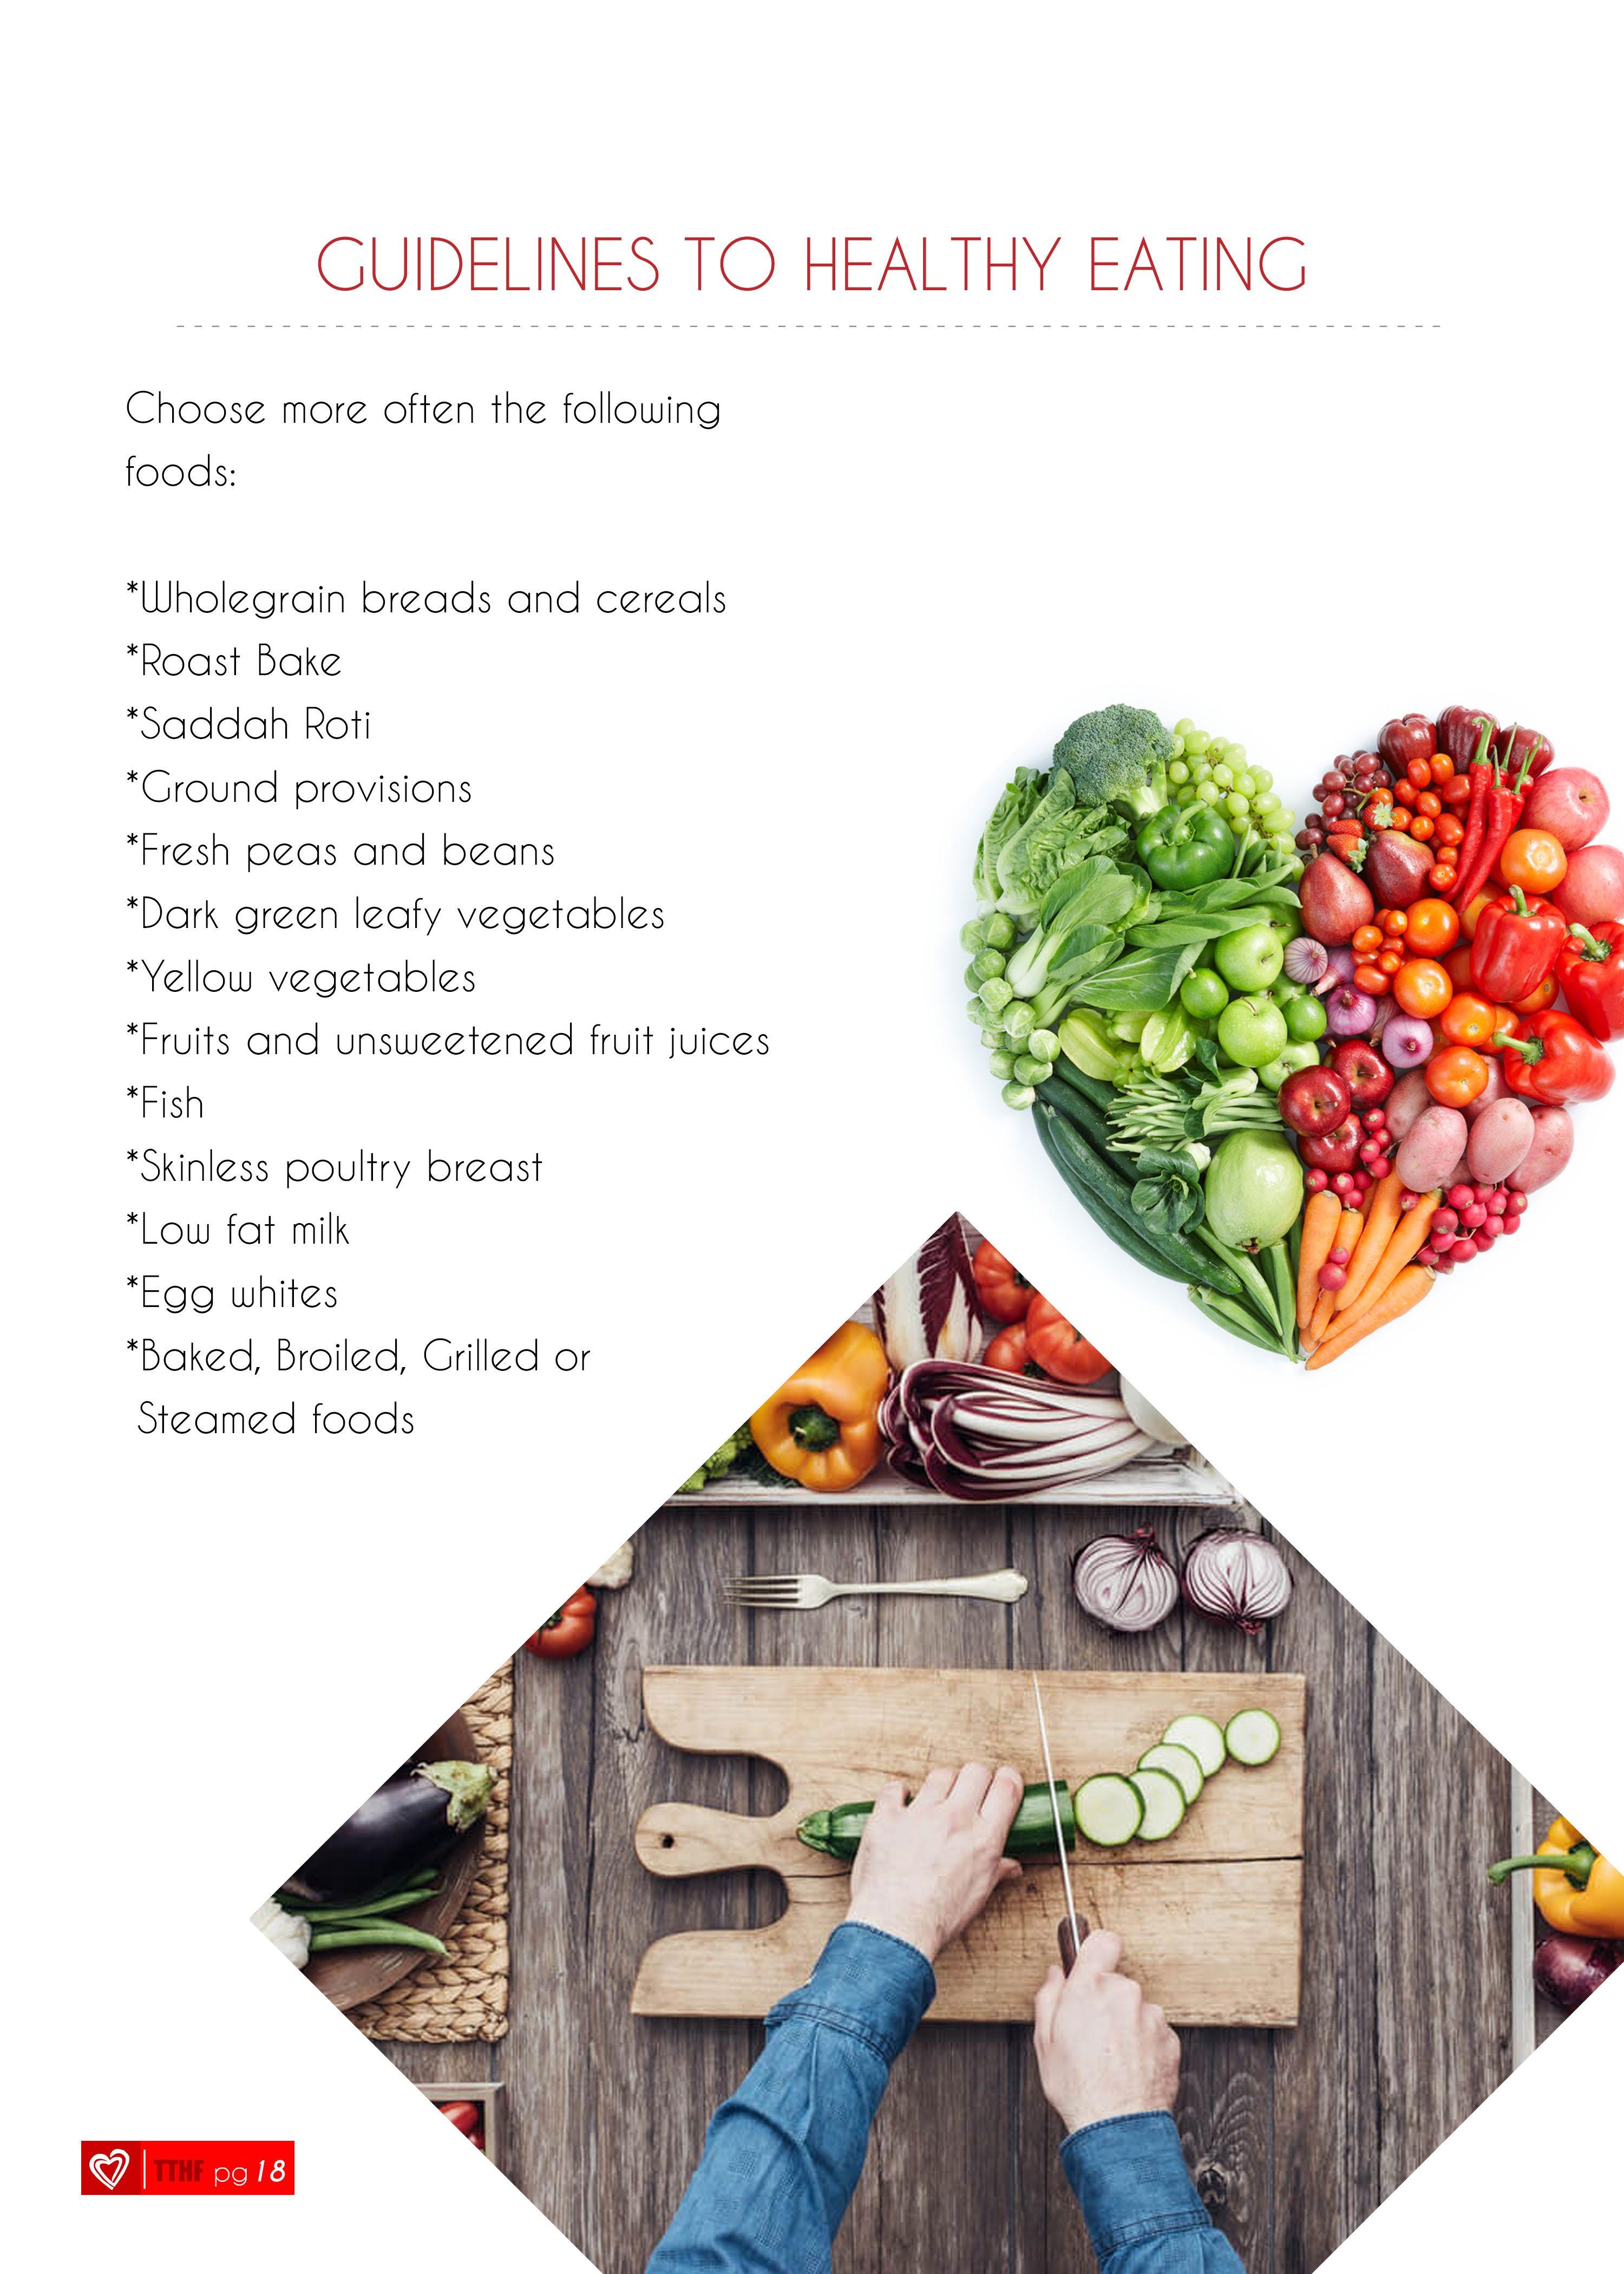 GUIDELINES TO HEALTHY EATING
Choose more often the following
foods:
*Wholegrain breads and cereals
*Roast Bake
*Saddah Roti
*Ground provisions
*Fresh peas and beans
*Dark green leafy vegetables
*Yellow vegetables
*Fruits and unsweetened fruit juices
*Fish
*Skinless poultry breast
*Low fat milk
*Egg whites
*Baked, Broiled, Grilled or
Steamed foods
TTHF pg 18